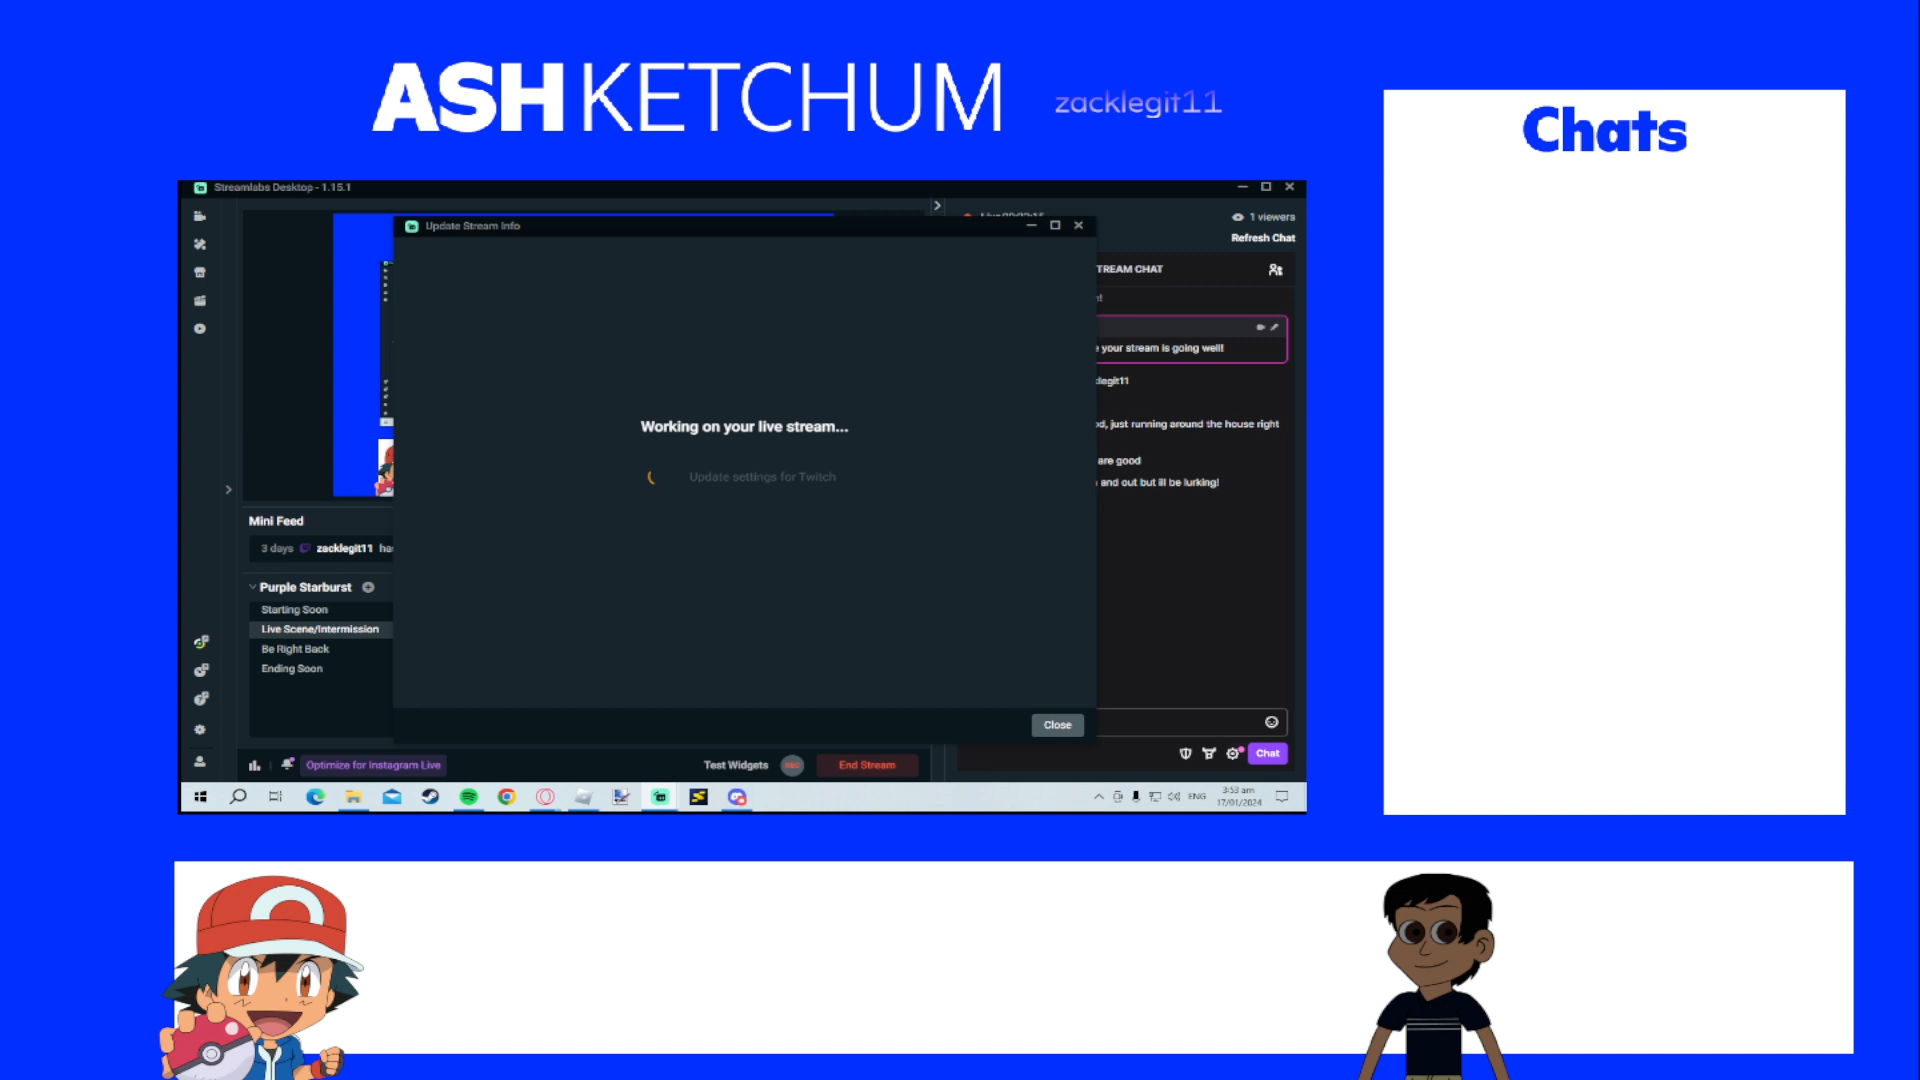 ASH KETCHUM
zacklegit11
Chats
Streamlabs Desktop - 1.15.1
Update Stream Info
1 viewers
Refresh Chat
TREAM CHAT
your stream is going well!
legit11
just running around the house right
are good
and out but ill be lurking!
Working on your live stream...
Update settings for Twitch
Mini Feed
3 days zacklegit11
Purple Starburst
Starting Soon
Live Scene/Intermission
Be Right Back
Ending Soon
Close
Chat
Optimize for Instagram Live
Test Widgets
REC
End Stream
ENG
3:53 am
17/01/2024